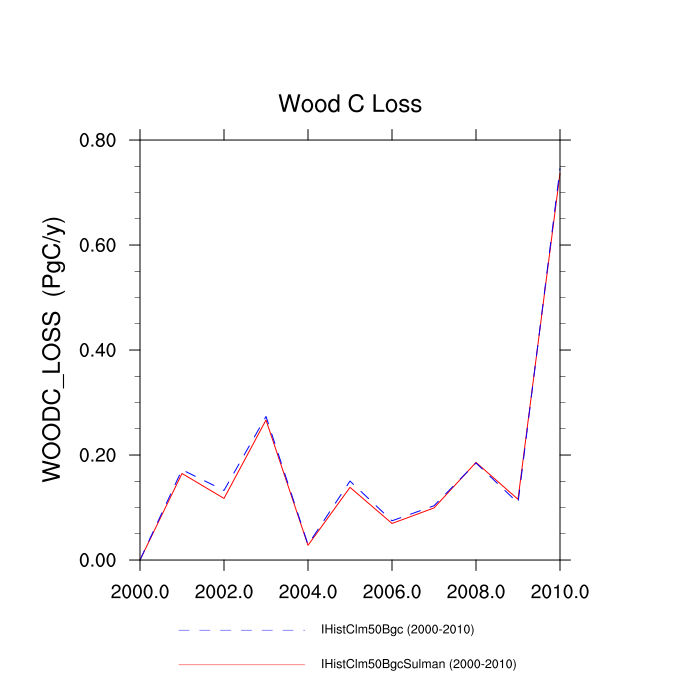 Wood C Loss
WOODC_LOSS (PgC/y)
0.80
0.60
0.40
0.20
0.00
2000.0 2002.0 2004.0 2006.0 2008.0 2010.0
IHistClm50Bgc (2000-2010)
IHistClm50BgcSulman (2000-2010)